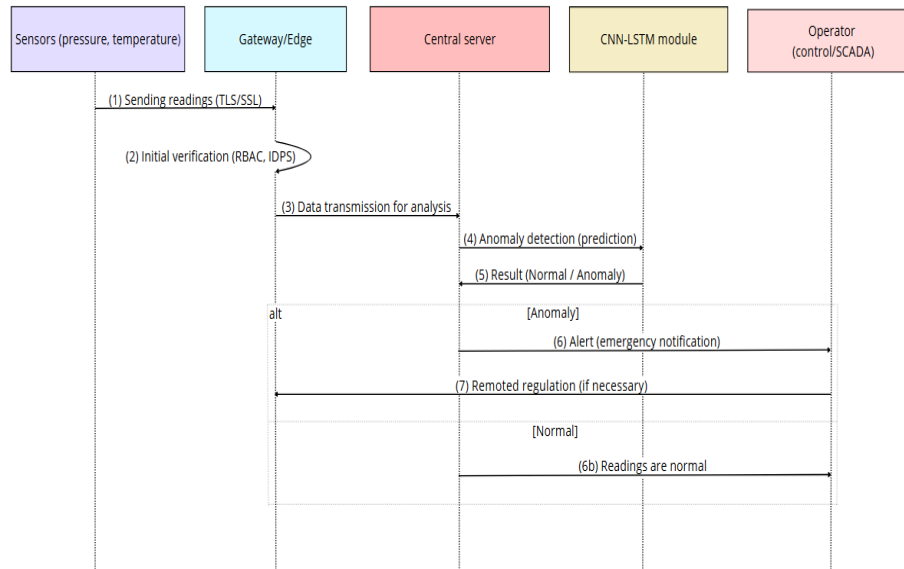 Sensors (pressure, temperature)
Gateway/Edge
Central server
CNN-LSTM module
Operator
(control/SCADA)
(1) Sending readings (TLS/SSL)
(2) Initial verification (RBAC, IDPS)
(3) Data transmission for analysis
(4) Anomaly detection (prediction)
(5) Result (Normal / Anomaly)
alt
[Anomaly]
(6) Alert (emergency notification)
(7) Remoted regulation (if necessary)
[Normal]
(6b) Readings are normal